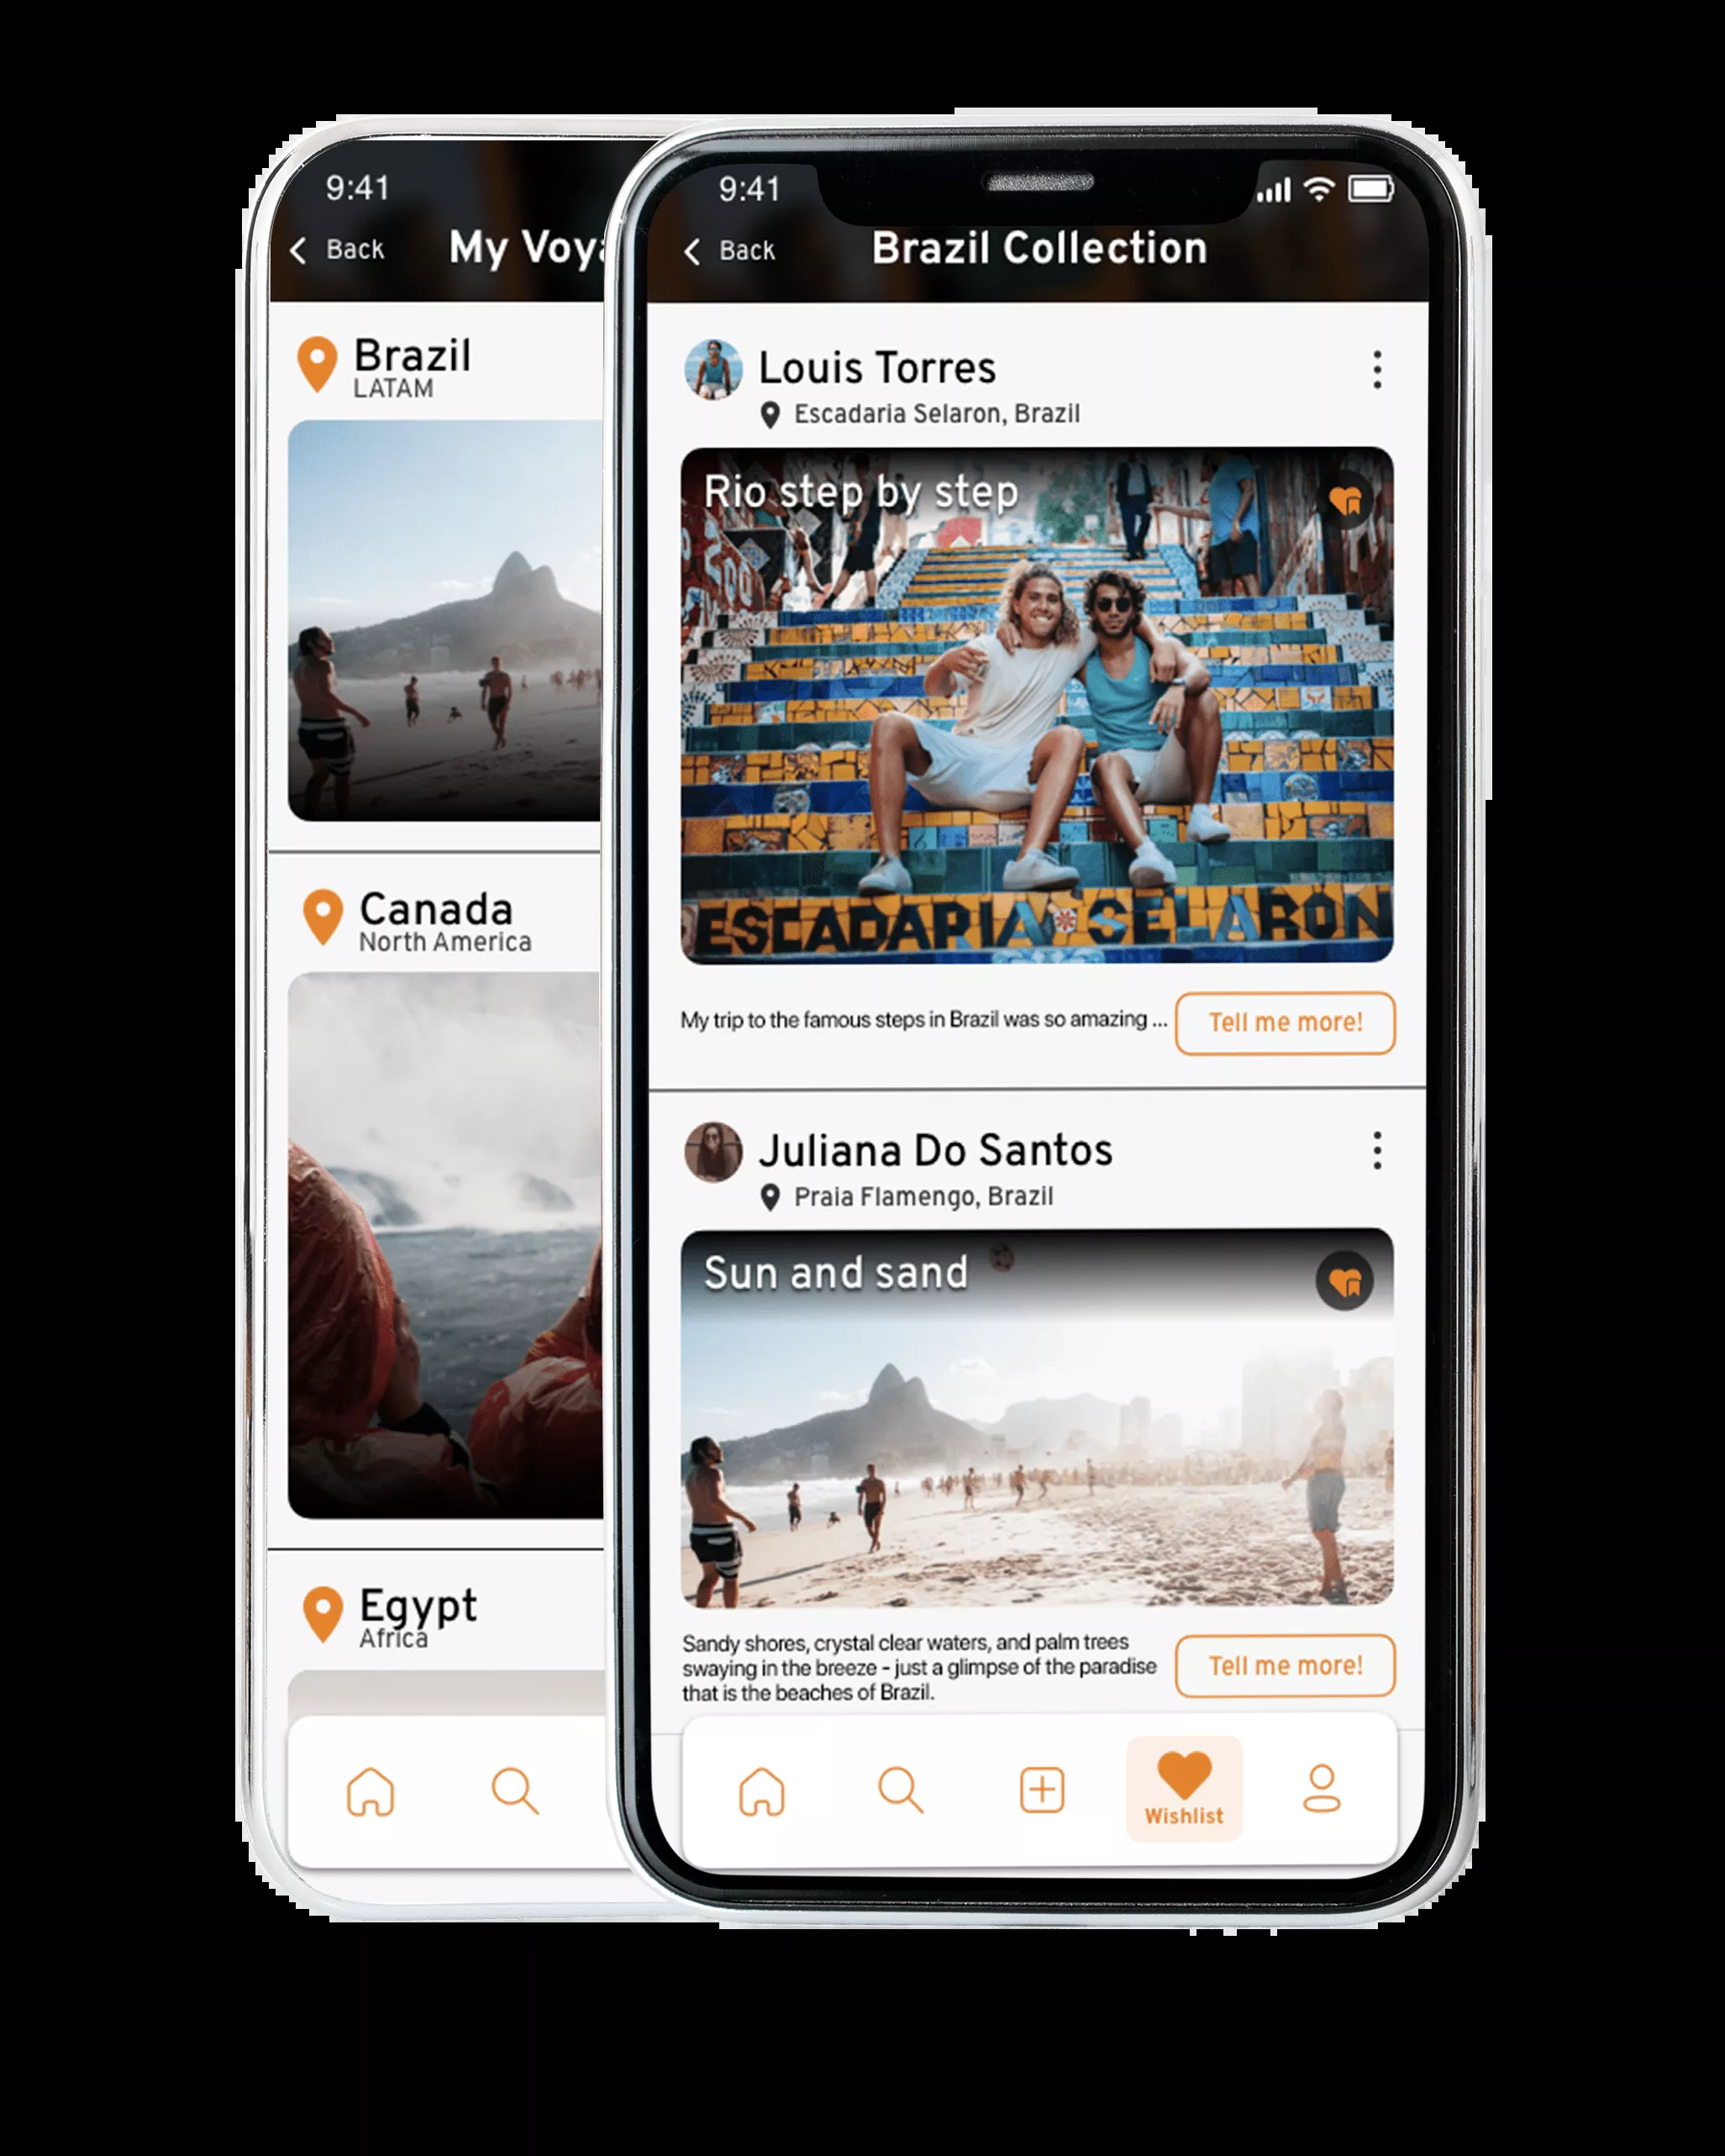 9:41
Back
My Voya
Brazil
LATAM
Canada
North America
Egypt
Africa
9:41
Back
Brazil Collection
Louis Torres
Escadaria Selaron, Brazil
Rio step by step
ESCADARIA SELARON
My trip to the famous steps in Brazil was so amazing ...
Tell me more!
Juliana Do Santos
Praia Flamengo, Brazil
Sun and sand
Sandy shores, crystal clear waters, and palm trees
swaying in the breeze - just a glimpse of the paradise
that is the beaches of Brazil.
Tell me more!
Wishlist